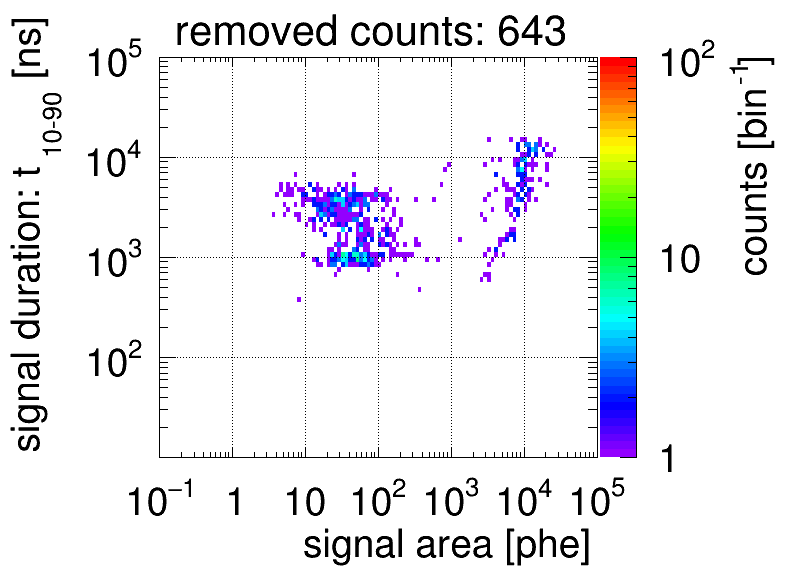 removed counts: 643
signal duration: t 10-90 [ns]
10^5
10^4
10^3
10^2
10^−1 1 10 10^2 10^3 10^4 10^5
signal area [phe]
10^2
10
1
counts [bin^-1]